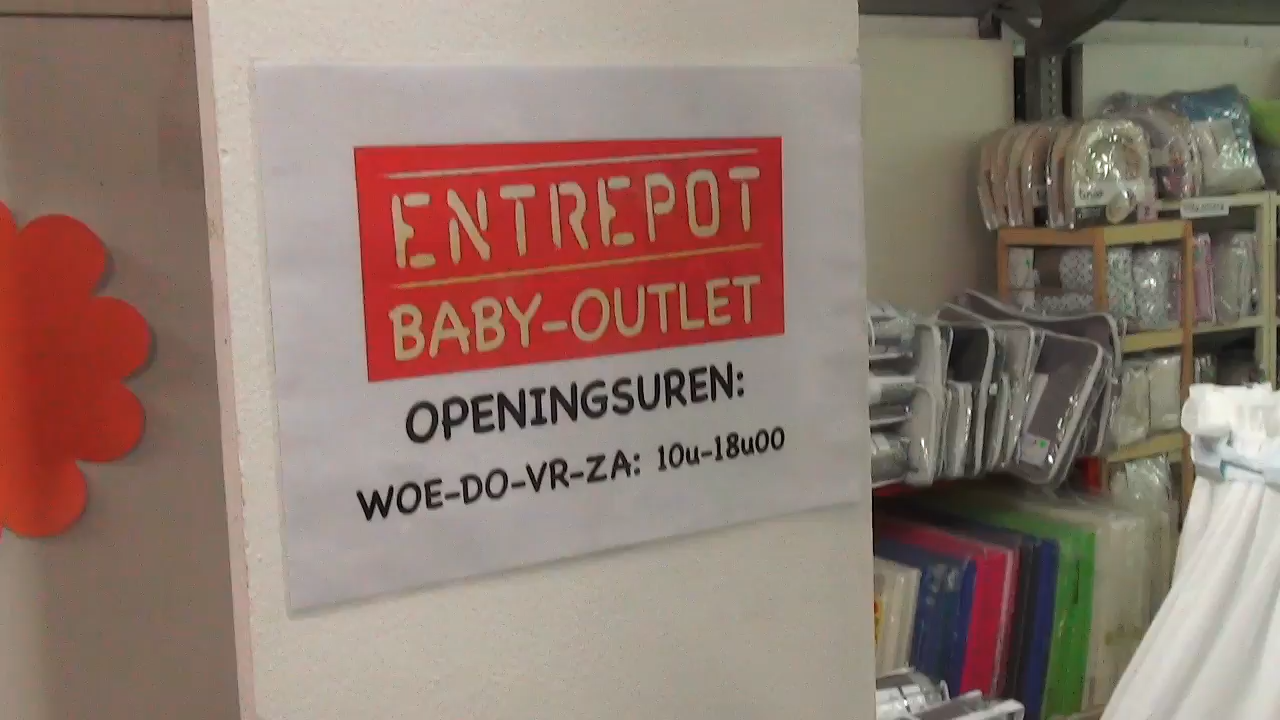 ENTREPOT
BABY-OUTLET
OPENINGSUREN:
WOE-DO-VR-ZA: 10u-18u00